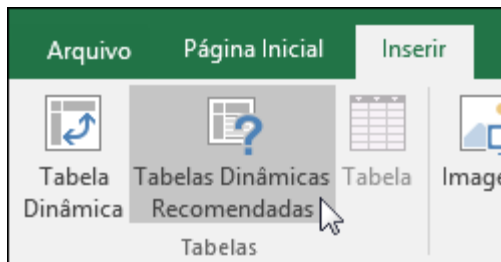 Arquivo Página Inicial Inserir
Tabela Dinâmica
Tabelas Dinâmicas Recomendadas
Tabela
Tabelas